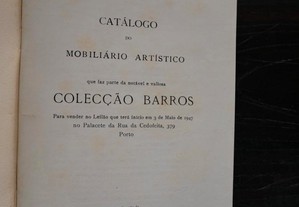 CATÁLOGO
DO
MOBILIÁRIO ARTÍSTICO
que faz parte da notável e valiosa
COLECÇÃO BARROS
Para vender no Leilão que terá início em 5 de Maio de 1947
no Palacete da Rua da Cedofeita, 379
Porto